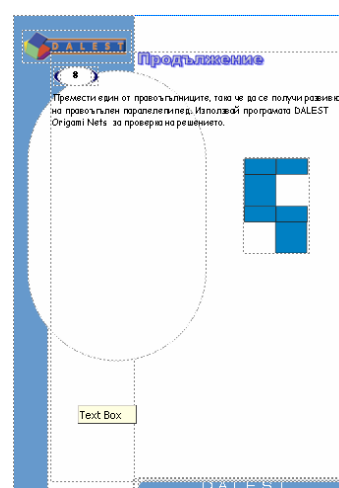 DALEST
Продължение
8
Премести един от правоъгълниците, така че да се получи развивка
на правоъгълен паралелепипед. Използвай програмата DALEST
Origami Nets за проверка на решението.
Text Box
DALEST